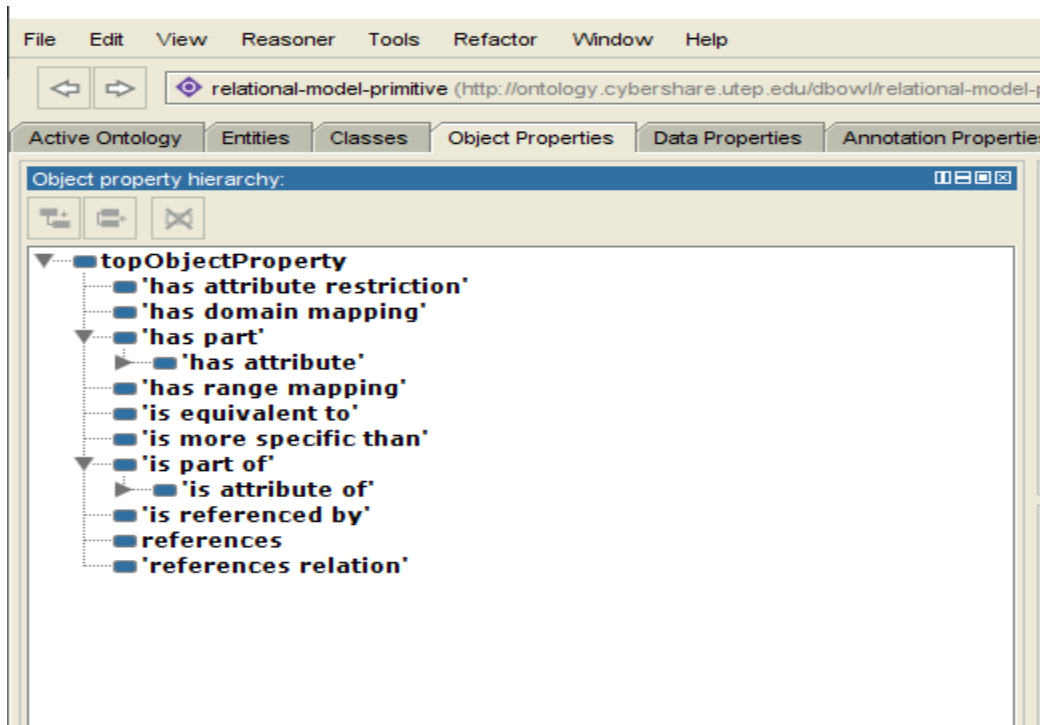 File Edit View Reasoner Tools Refactor Window Help
relational-model-primitive (http://ontology.cybershare.utep.edu/dbowl/relational-model-
Active Ontology Entities Classes Object Properties Data Properties Annotation Propertie
Object property hierarchy:
topObjectProperty
'has attribute restriction'
'has domain mapping'
'has part'
'has attribute'
'has range mapping'
'is equivalent to'
'is more specific than'
'is part of'
'is attribute of'
'is referenced by'
references
'references relation'